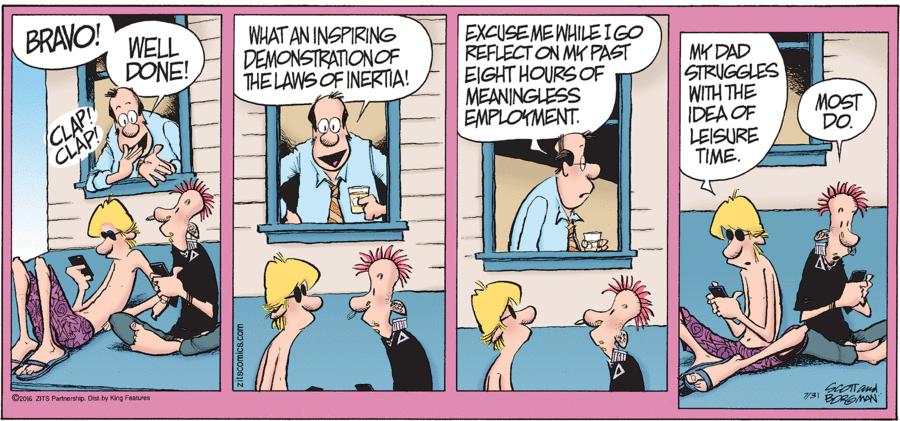 BRAVO!
WELL
DONE!
CLAP!
CLAP!
WHAT AN INSPIRING
DEMONSTRATION OF
THE LAWS OF INERTIA!
EXCUSE ME WHILE I GO
REFLECT ON MY PAST
EIGHT HOURS OF
MEANINGLESS
EMPLOYMENT.
MY DAD
STRUGGLES
WITH THE
IDEA OF
LEISURE
TIME.
MOST
DO.
©2016 ZITS Partnership. Dist. by King Features
zitscomics.com
7/31
SCOTT and
BORGMAN